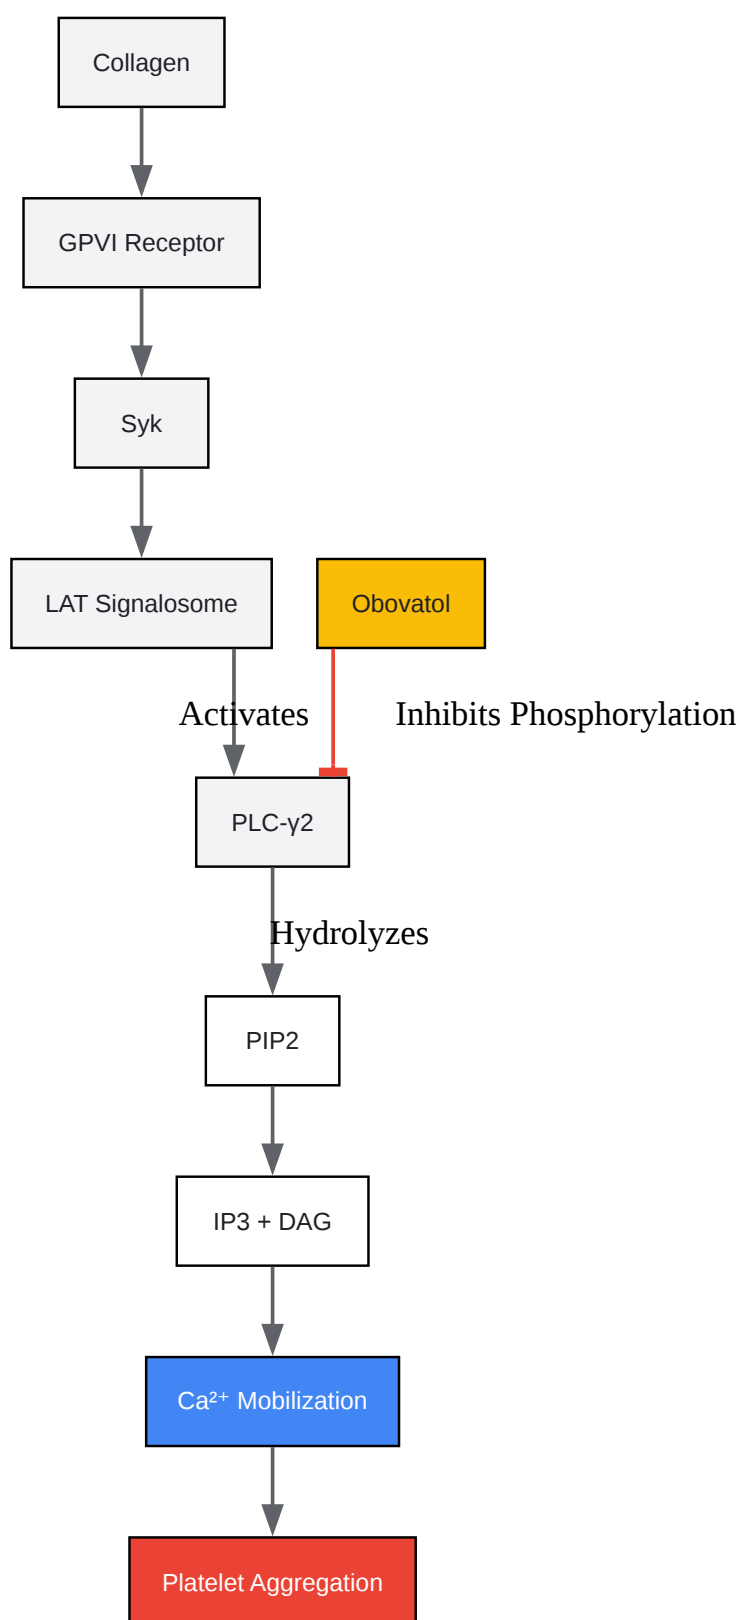 Collagen
GPVI Receptor
Syk
LAT Signalosome
Obovatol
Activates
Inhibits Phosphorylation
PLC-γ2
Hydrolyzes
PIP2
IP3 + DAG
Ca²⁺ Mobilization
Platelet Aggregation